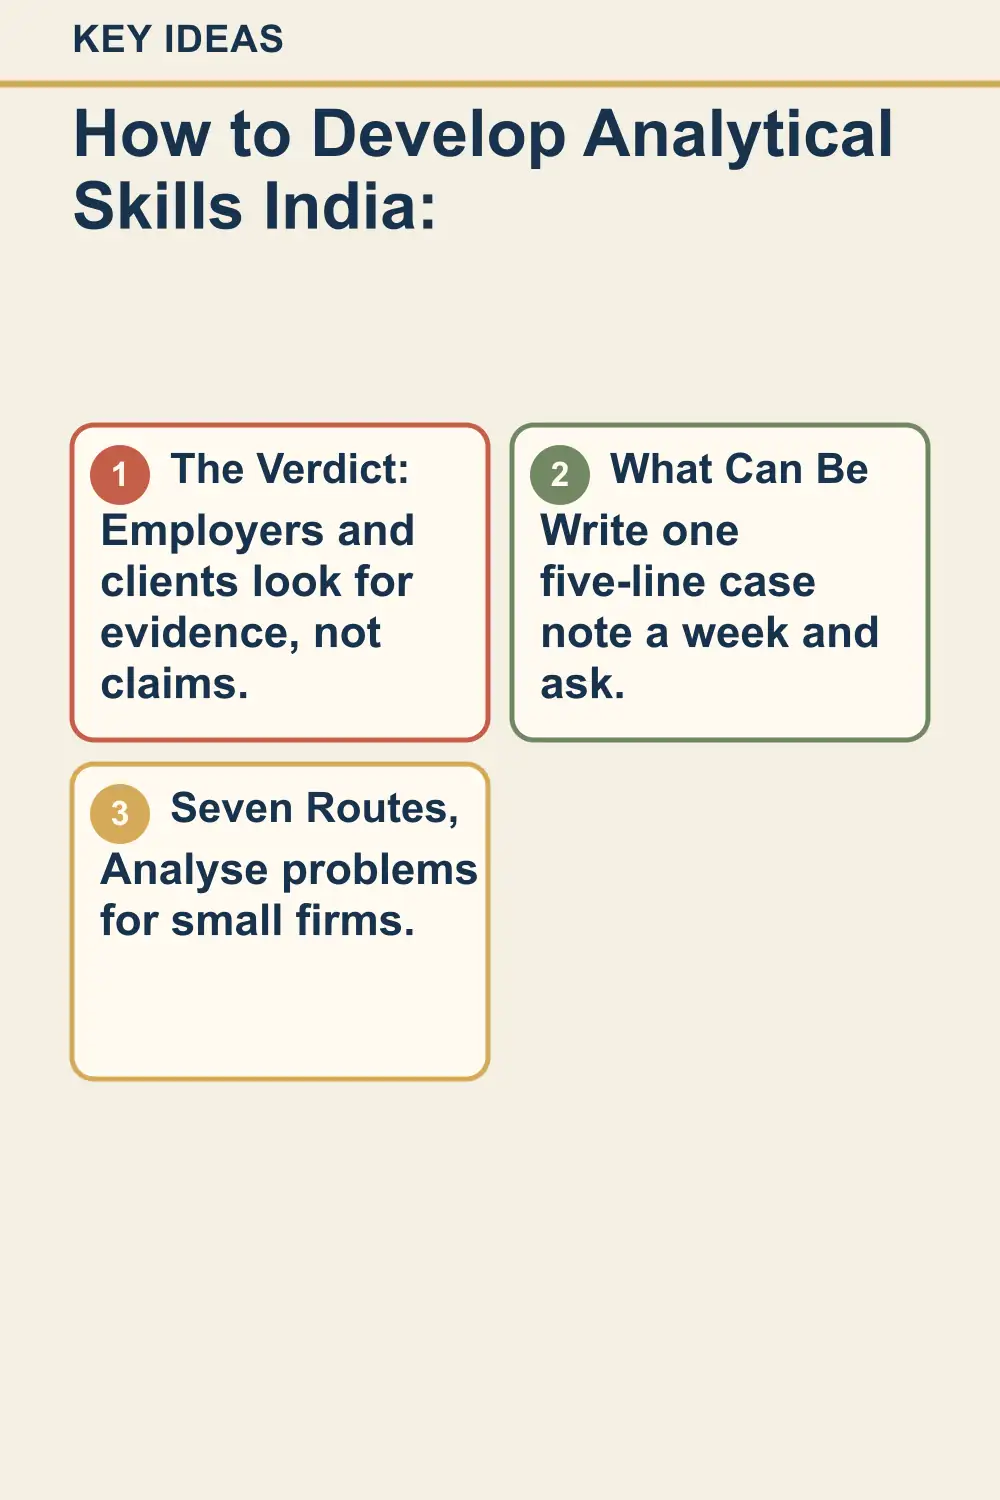 KEY IDEAS
How to Develop Analytical
Skills India:
1 The Verdict:
Employers and
clients look for
evidence, not
claims.
2 What Can Be
Write one
five-line case
note a week and
ask.
3 Seven Routes,
Analyse problems
for small firms.